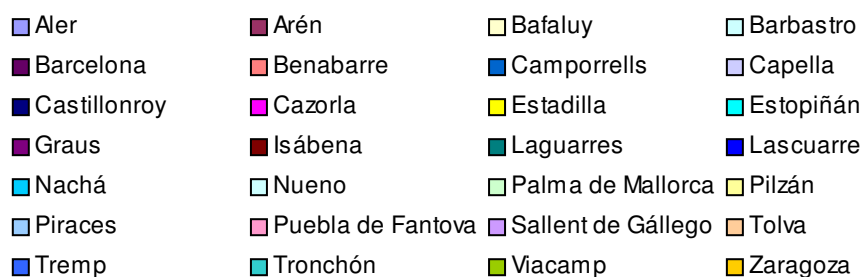 Aler Arén Bafaluy Barbastro
Barcelona Benabarre Camporrells Capella
Castillonroy Cazorla Estadilla Estopiñán
Graus Isábena Laguarres Lascuarre
Nachá Nueno Palma de Mallorca Pilzán
Piraces Puebla de Fantova Sallent de Gállego Tolva
Tremp Tronchón Viacamp Zaragoza